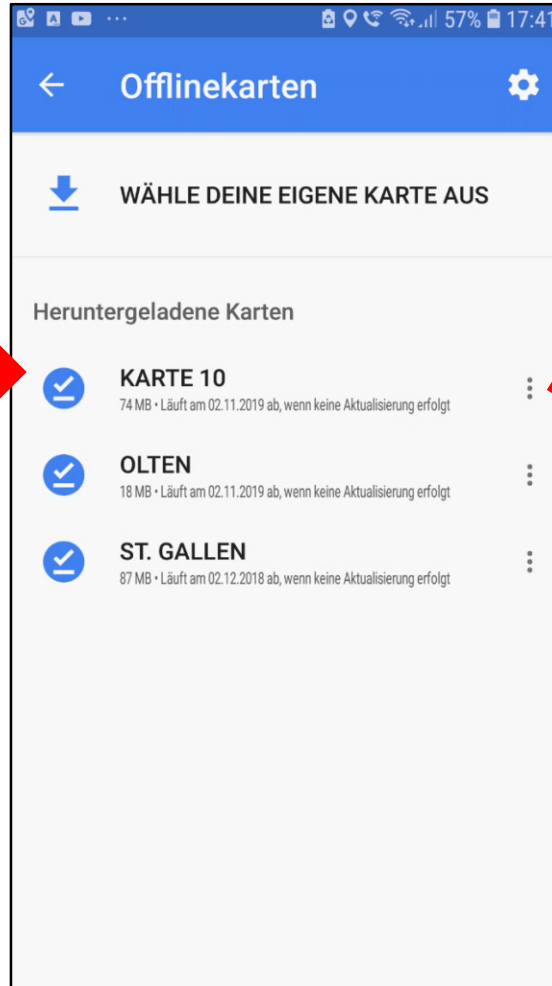 57% 17:41
Offlinekarten
WÄHLE DEINE EIGENE KARTE AUS
Heruntergeladene Karten
KARTE 10
74 MB • Läuft am 02.11.2019 ab, wenn keine Aktualisierung erfolgt
OLTEN
18 MB • Läuft am 02.11.2019 ab, wenn keine Aktualisierung erfolgt
ST. GALLEN
87 MB • Läuft am 02.12.2018 ab, wenn keine Aktualisierung erfolgt